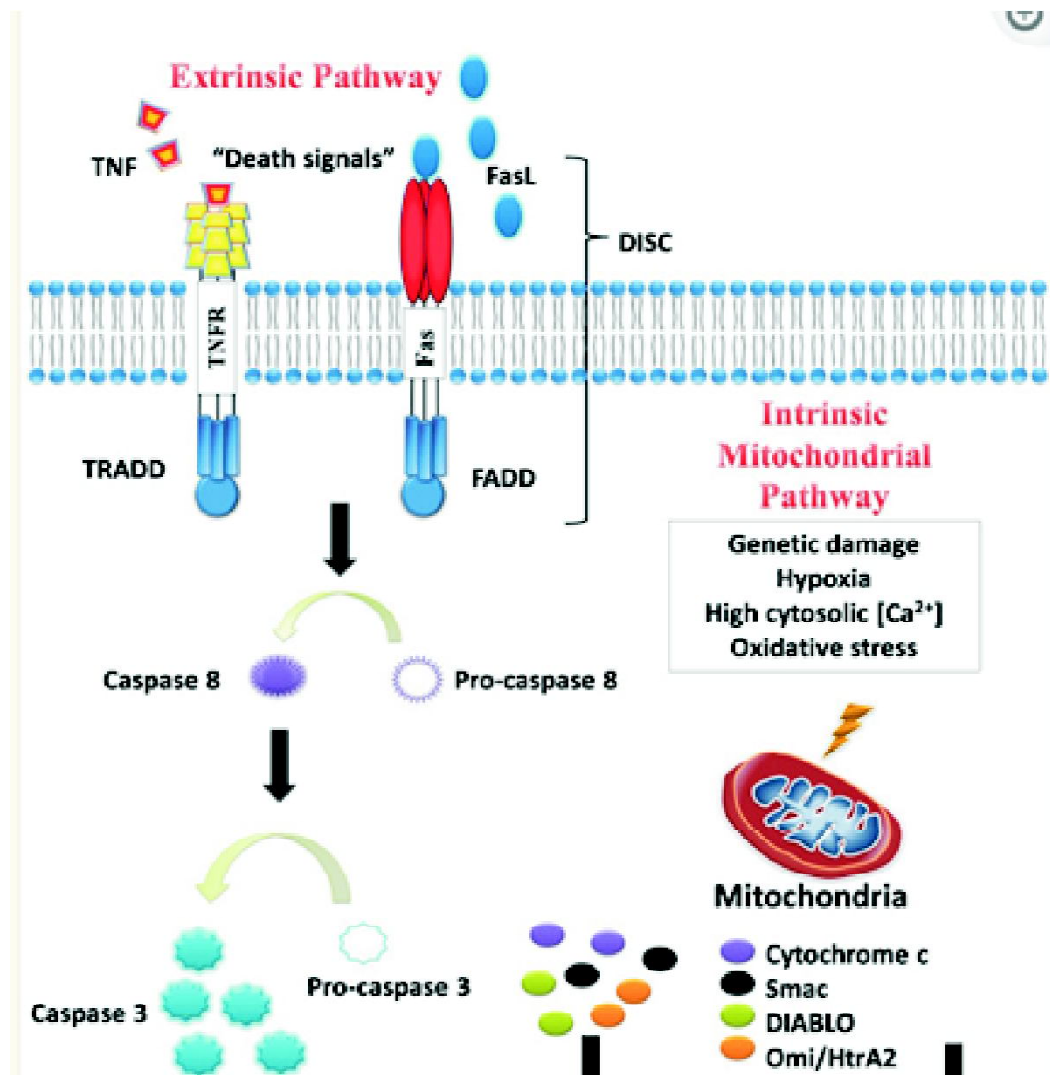 Extrinsic Pathway
TNF
“Death signals”
FasL
DISC
TNFR
Fas
TRADD
FADD
Intrinsic
Mitochondrial
Pathway
Genetic damage
Hypoxia
High cytosolic [Ca²⁺]
Oxidative stress
Caspase 8
Pro-caspase 8
Mitochondria
Caspase 3
Pro-caspase 3
Cytochrome c
Smac
DIABLO
Omi/HtrA2